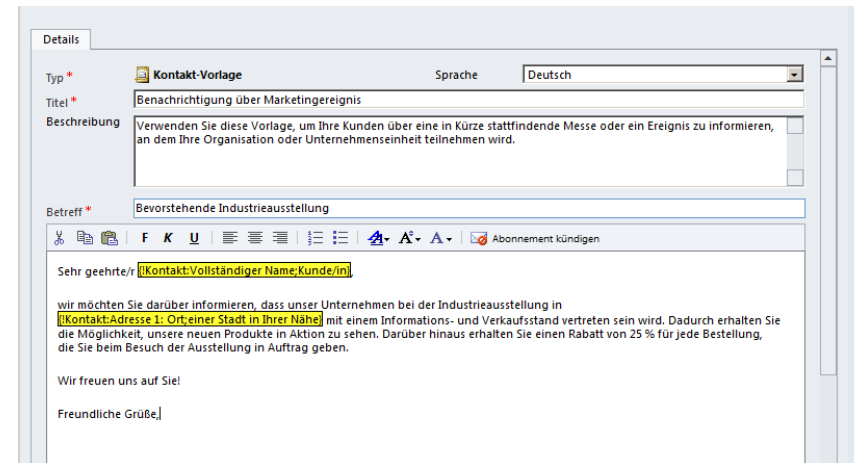 Details
Typ * Kontakt-Vorlage Sprache Deutsch
Titel * Benachrichtigung über Marketingereignis
Beschreibung Verwenden Sie diese Vorlage, um Ihre Kunden über eine in Kürze stattfindende Messe oder ein Ereignis zu informieren,
an dem Ihre Organisation oder Unternehmenseinheit teilnehmen wird.
Betreff * Bevorstehende Industrieausstellung
F K U A A A Abonnement kündigen
Sehr geehrte/r {!Kontakt:Vollständiger Name;Kunde/in},
wir möchten Sie darüber informieren, dass unser Unternehmen bei der Industrieausstellung in
{!Kontakt:Adresse 1: Ort;einer Stadt in Ihrer Nähe} mit einem Informations- und Verkaufsstand vertreten sein wird. Dadurch erhalten Sie
die Möglichkeit, unsere neuen Produkte in Aktion zu sehen. Darüber hinaus erhalten Sie einen Rabatt von 25 % für jede Bestellung,
die Sie beim Besuch der Ausstellung in Auftrag geben.
Wir freuen uns auf Sie!
Freundliche Grüße,